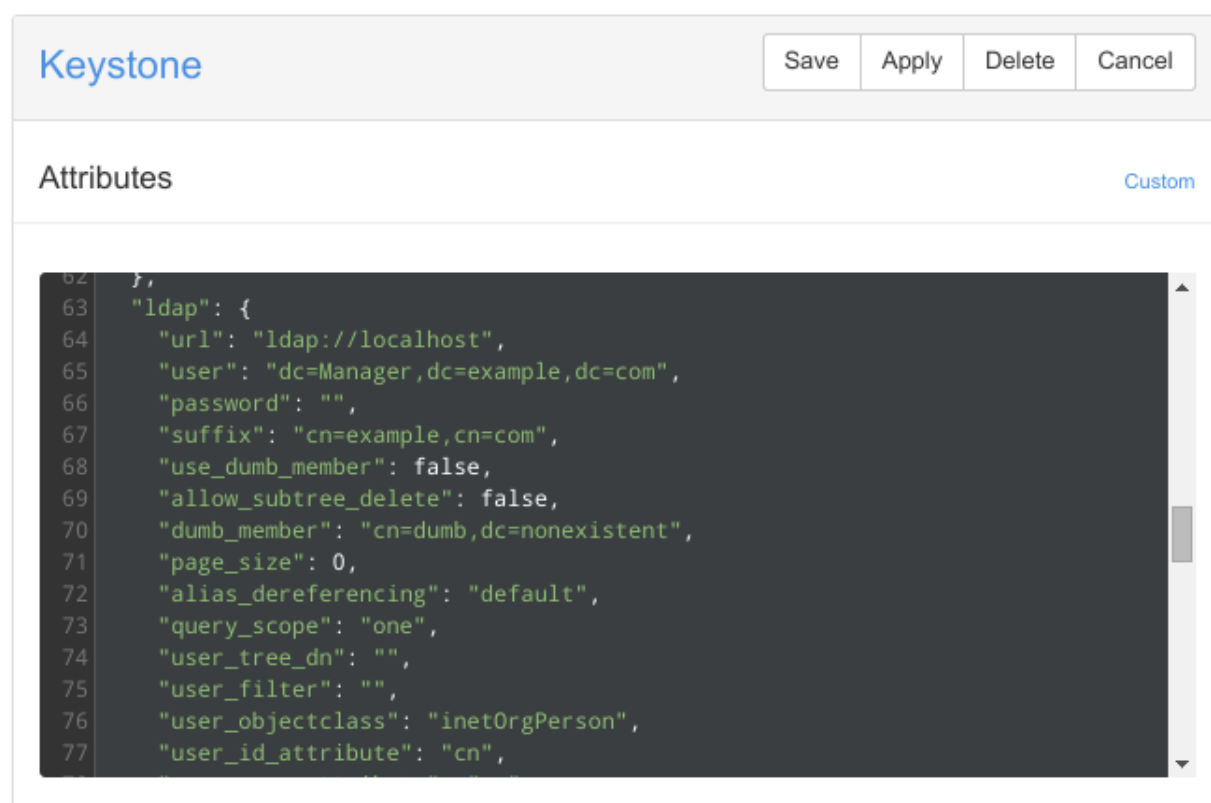 Keystone
Save Apply Delete Cancel
Attributes
Custom
62 },
63 "ldap": {
64 "url": "ldap://localhost",
65 "user": "dc=Manager,dc=example,dc=com",
66 "password": "",
67 "suffix": "cn=example,cn=com",
68 "use_dumb_member": false,
69 "allow_subtree_delete": false,
70 "dumb_member": "cn=dumb,dc=nonexistent",
71 "page_size": 0,
72 "alias_dereferencing": "default",
73 "query_scope": "one",
74 "user_tree_dn": "",
75 "user_filter": "",
76 "user_objectclass": "inetOrgPerson",
77 "user_id_attribute": "cn",